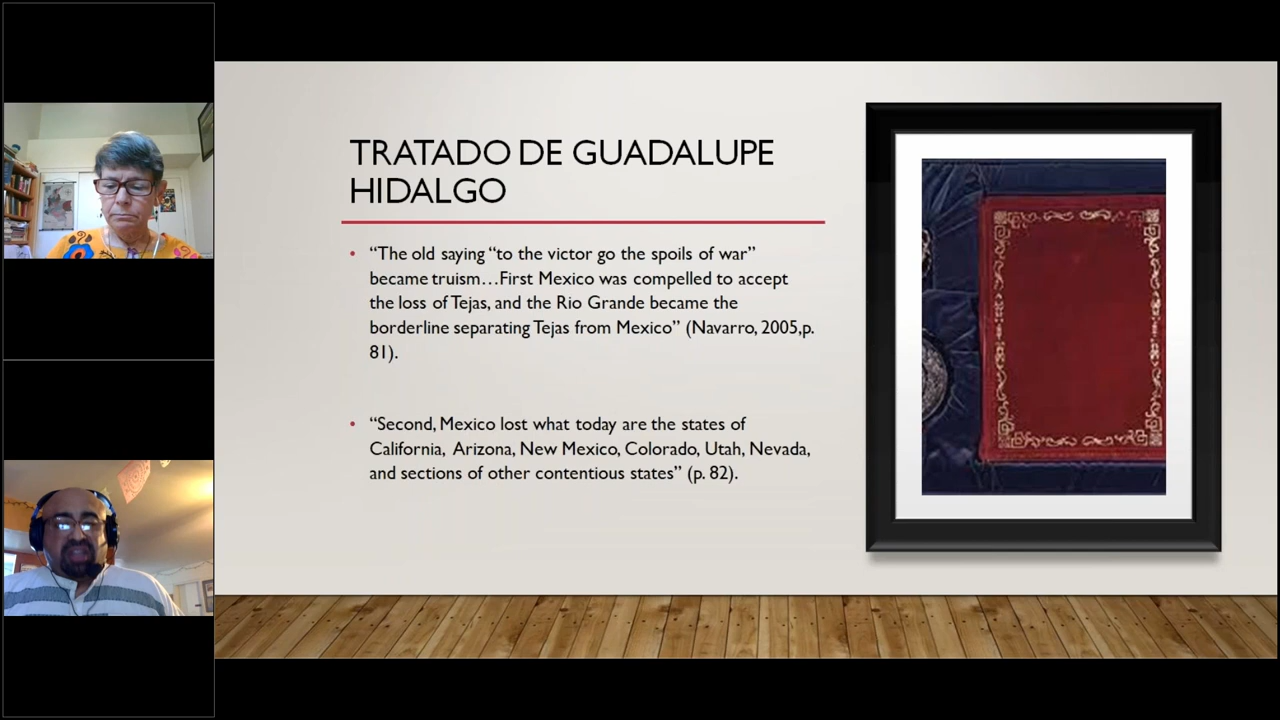 TRATADO DE GUADALUPE
HIDALGO
• “The old saying “to the victor go the spoils of war”
became truism…First Mexico was compelled to accept
the loss of Tejas, and the Rio Grande became the
borderline separating Tejas from Mexico” (Navarro, 2005,p.
81).
• “Second, Mexico lost what today are the states of
California, Arizona, New Mexico, Colorado, Utah, Nevada,
and sections of other contentious states” (p. 82).